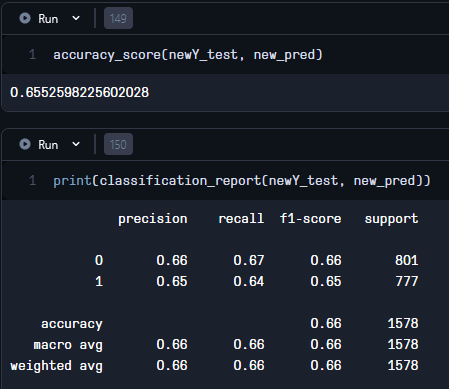 Run 149
1 accuracy_score(newY_test, new_pred)
0.6552598225602028
Run 150
1 print(classification_report(newY_test, new_pred))
precision recall f1-score support
0 0.66 0.67 0.66 801
1 0.65 0.64 0.65 777
accuracy 0.66 1578
macro avg 0.66 0.66 0.66 1578
weighted avg 0.66 0.66 0.66 1578